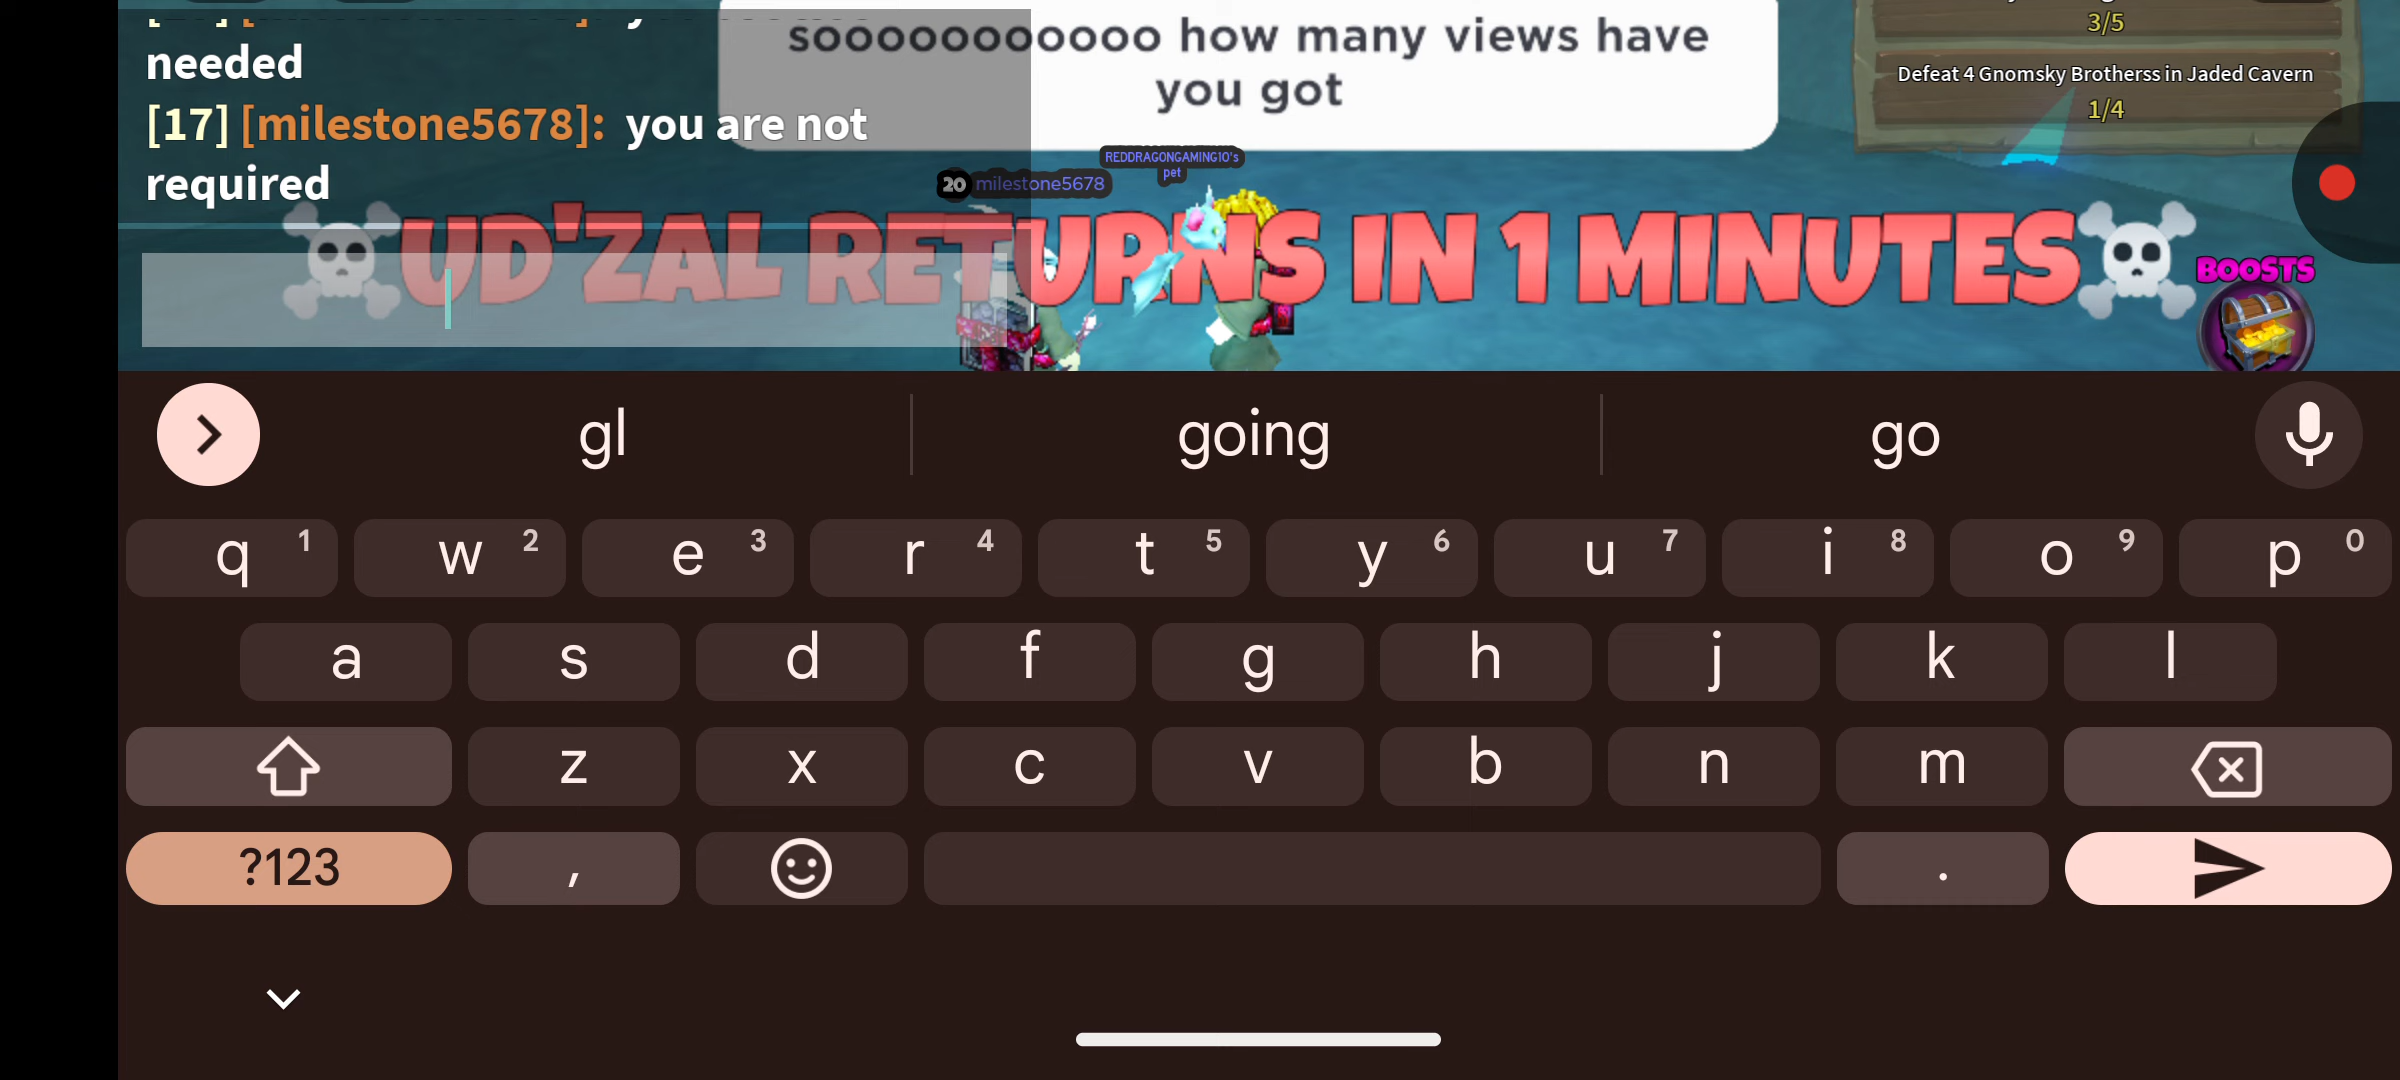 needed
[17] [milestone5678]: you are not
required
sooooooooooo how many views have
you got
3/5
Defeat 4 Gnomsky Brotherss in Jaded Cavern
1/4
REDDRAGONGAMING10's
pet
20 milestone5678
☠UD'ZAL RETURNS IN 1 MINUTES☠
BOOSTS
gl going go
q 1 w 2 e 3 r 4 t 5 y 6 u 7 i 8 o 9 p 0
a s d f g h j k l
z x c v b n m
?123 , .